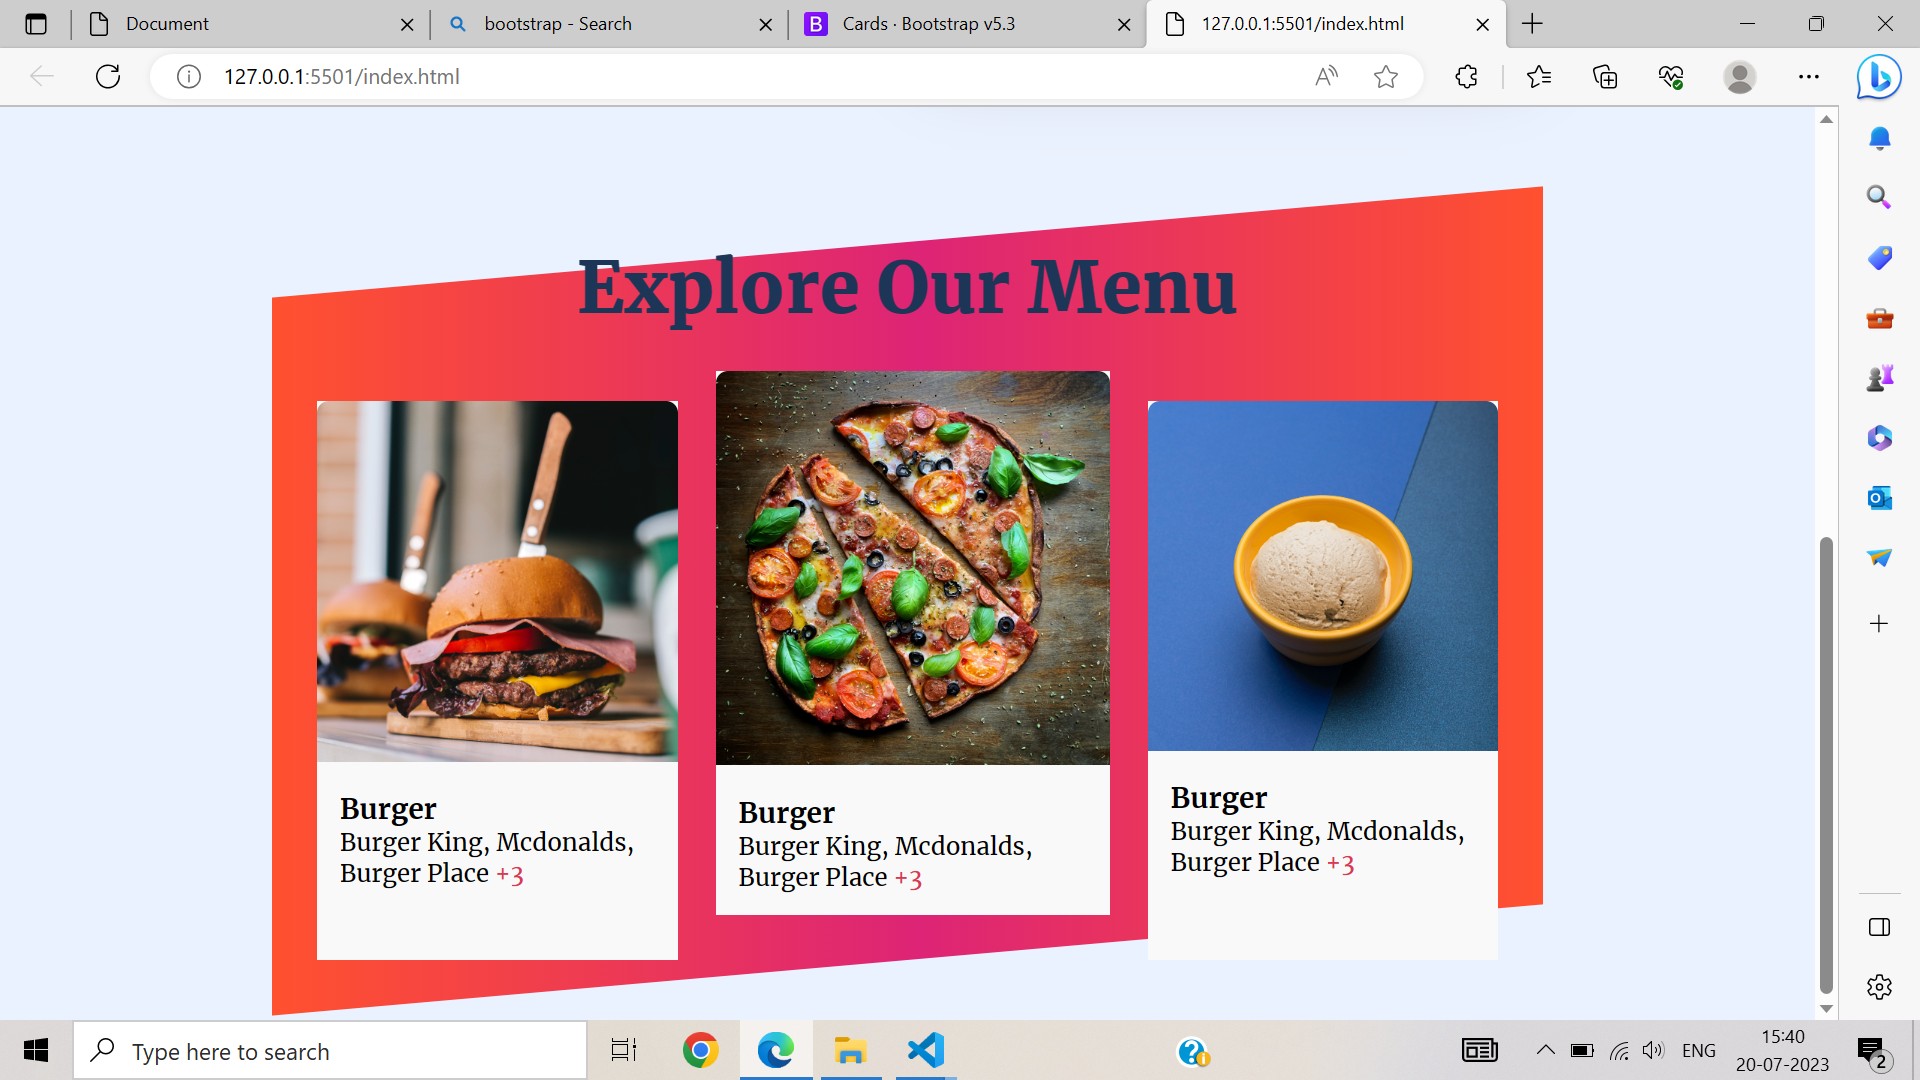 Document
bootstrap - Search
B
Cards · Bootstrap v5.3
127.0.0.1:5501/index.html
127.0.0.1:5501/index.html
Explore Our Menu
Burger
Burger King, Mcdonalds,
Burger Place +3
Burger
Burger King, Mcdonalds,
Burger Place +3
Burger
Burger King, Mcdonalds,
Burger Place +3
Type here to search
ENG
15:40
20-07-2023
2